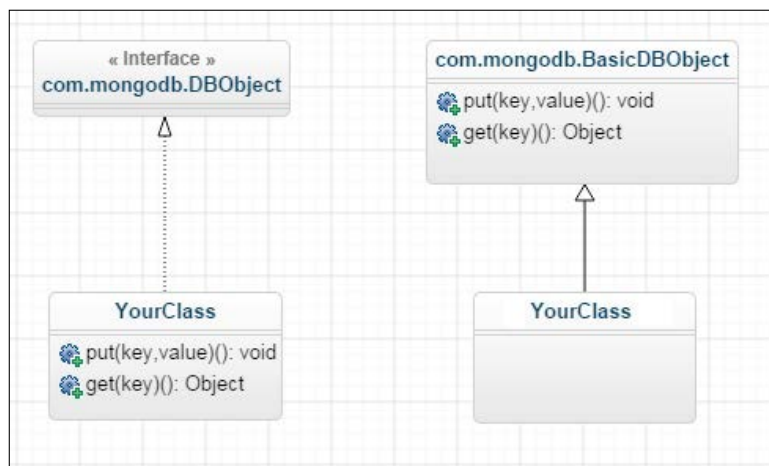 « Interface »
com.mongodb.DBObject
YourClass
put(key,value)(): void
get(key)(): Object
com.mongodb.BasicDBObject
put(key,value)(): void
get(key)(): Object
YourClass